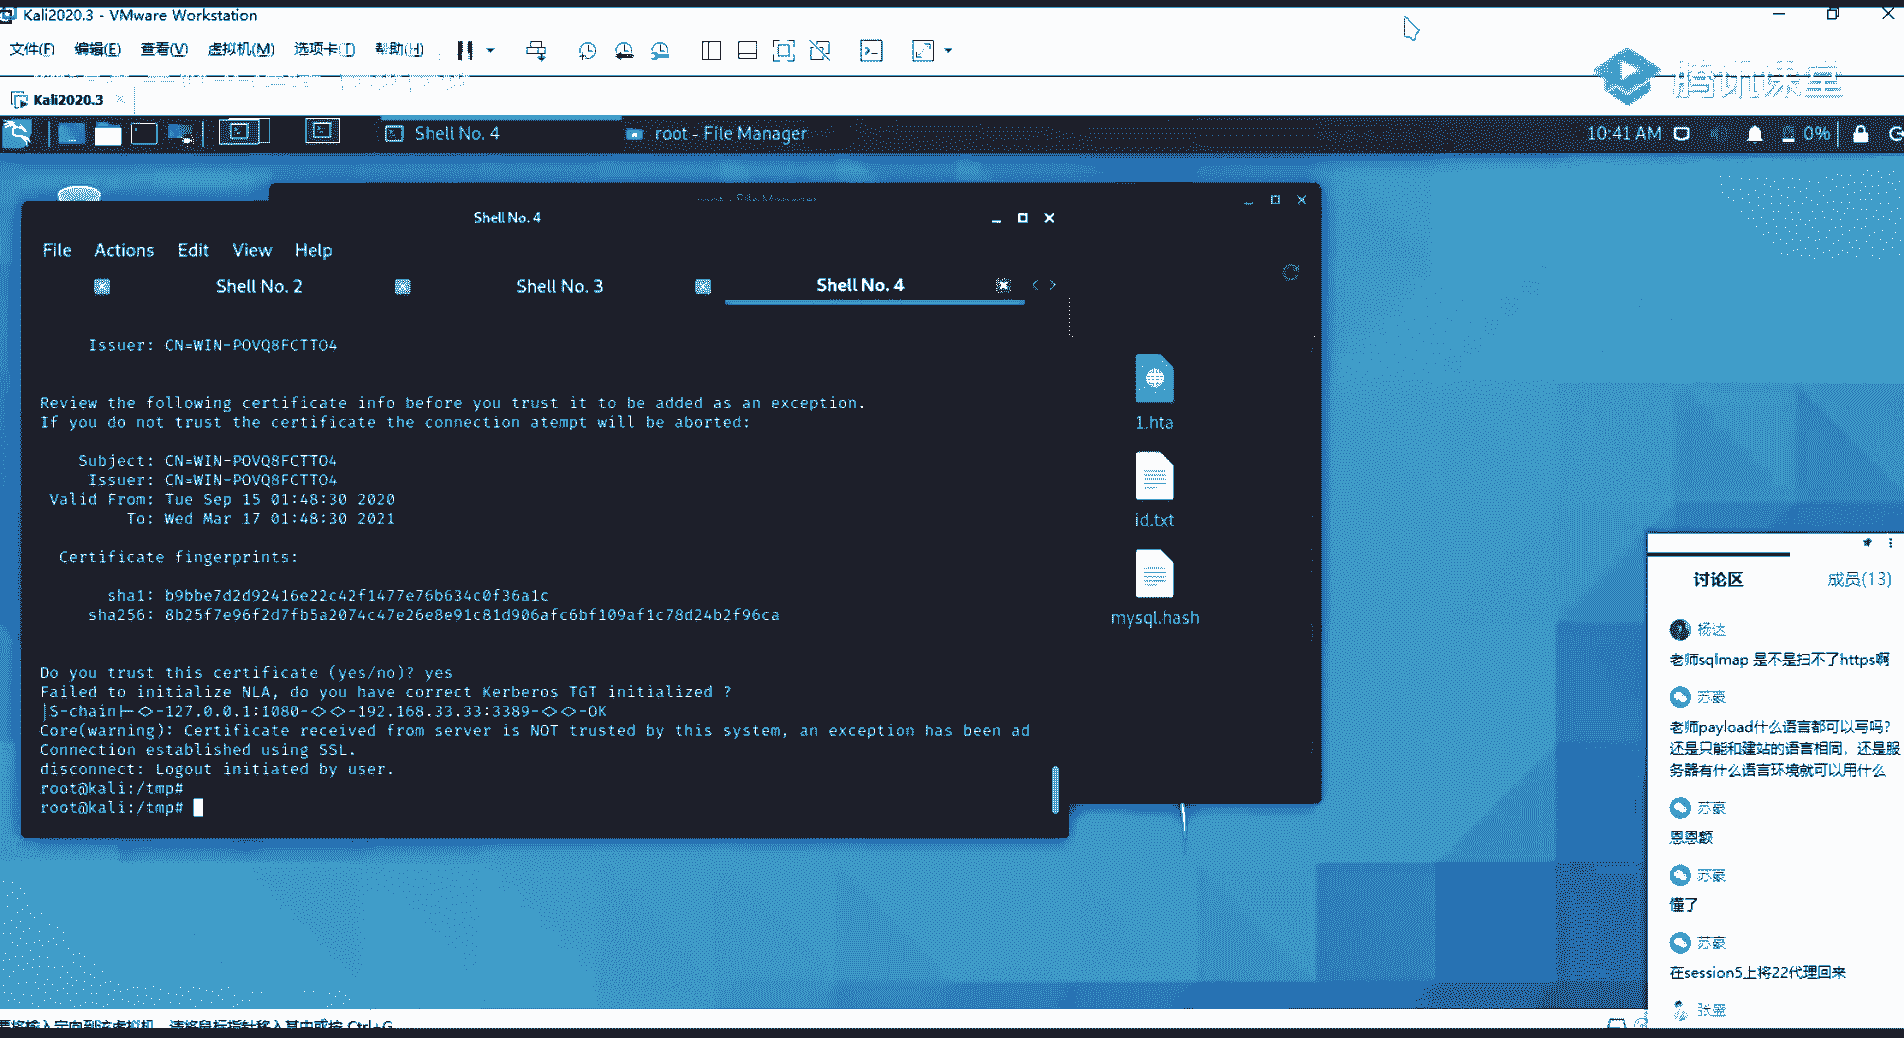 Kali2020.3 - VMware Workstation
文件(F) 编辑(E) 查看(V) 虚拟机(M) 选项卡(T) 帮助(H)
腾讯课堂
Kali2020.3
Shell No. 4
root - File Manager
10:41 AM
0%
root - File Manager
Shell No. 4
File Actions Edit View Help
Shell No. 2
Shell No. 3
Shell No. 4
Issuer: CN=WIN-POVQ8FCTTO4
Review the following certificate info before you trust it to be added as an exception.
If you do not trust the certificate the connection atempt will be aborted:
Subject: CN=WIN-POVQ8FCTTO4
Issuer: CN=WIN-POVQ8FCTTO4
Valid From: Tue Sep 15 01:48:30 2020
To: Wed Mar 17 01:48:30 2021
Certificate fingerprints:
sha1: b9bbe7d2d92416e22c42f1477e76b634c0f36a1c
sha256: 8b25f7e96f2d7fb5a2074c47e26e8e91c81d906afc6bf109af1c78d24b2f96ca
Do you trust this certificate (yes/no)? yes
Failed to initialize NLA, do you have correct Kerberos TGT initialized ?
|S-chain|-<>-127.0.0.1:1080-<><>-192.168.33.33:3389-<><>-OK
Core(warning): Certificate received from server is NOT trusted by this system, an exception has been ad
Connection established using SSL.
disconnect: Logout initiated by user.
root@kali:/tmp#
root@kali:/tmp#
1.hta
id.txt
mysql.hash
讨论区
成员(13)
杨达
老师sqlmap 是不是扫不了https啊
苏豪
老师payload什么语言都可以写吗?
还是只能和建站的语言相同，还是服
务器有什么语言环境就可以用什么
苏豪
恩恩额
苏豪
懂了
苏豪
在session5上将22代理回来
张
要将输入定向到该虚拟机，请将鼠标指针移入其中或按 Ctrl+G